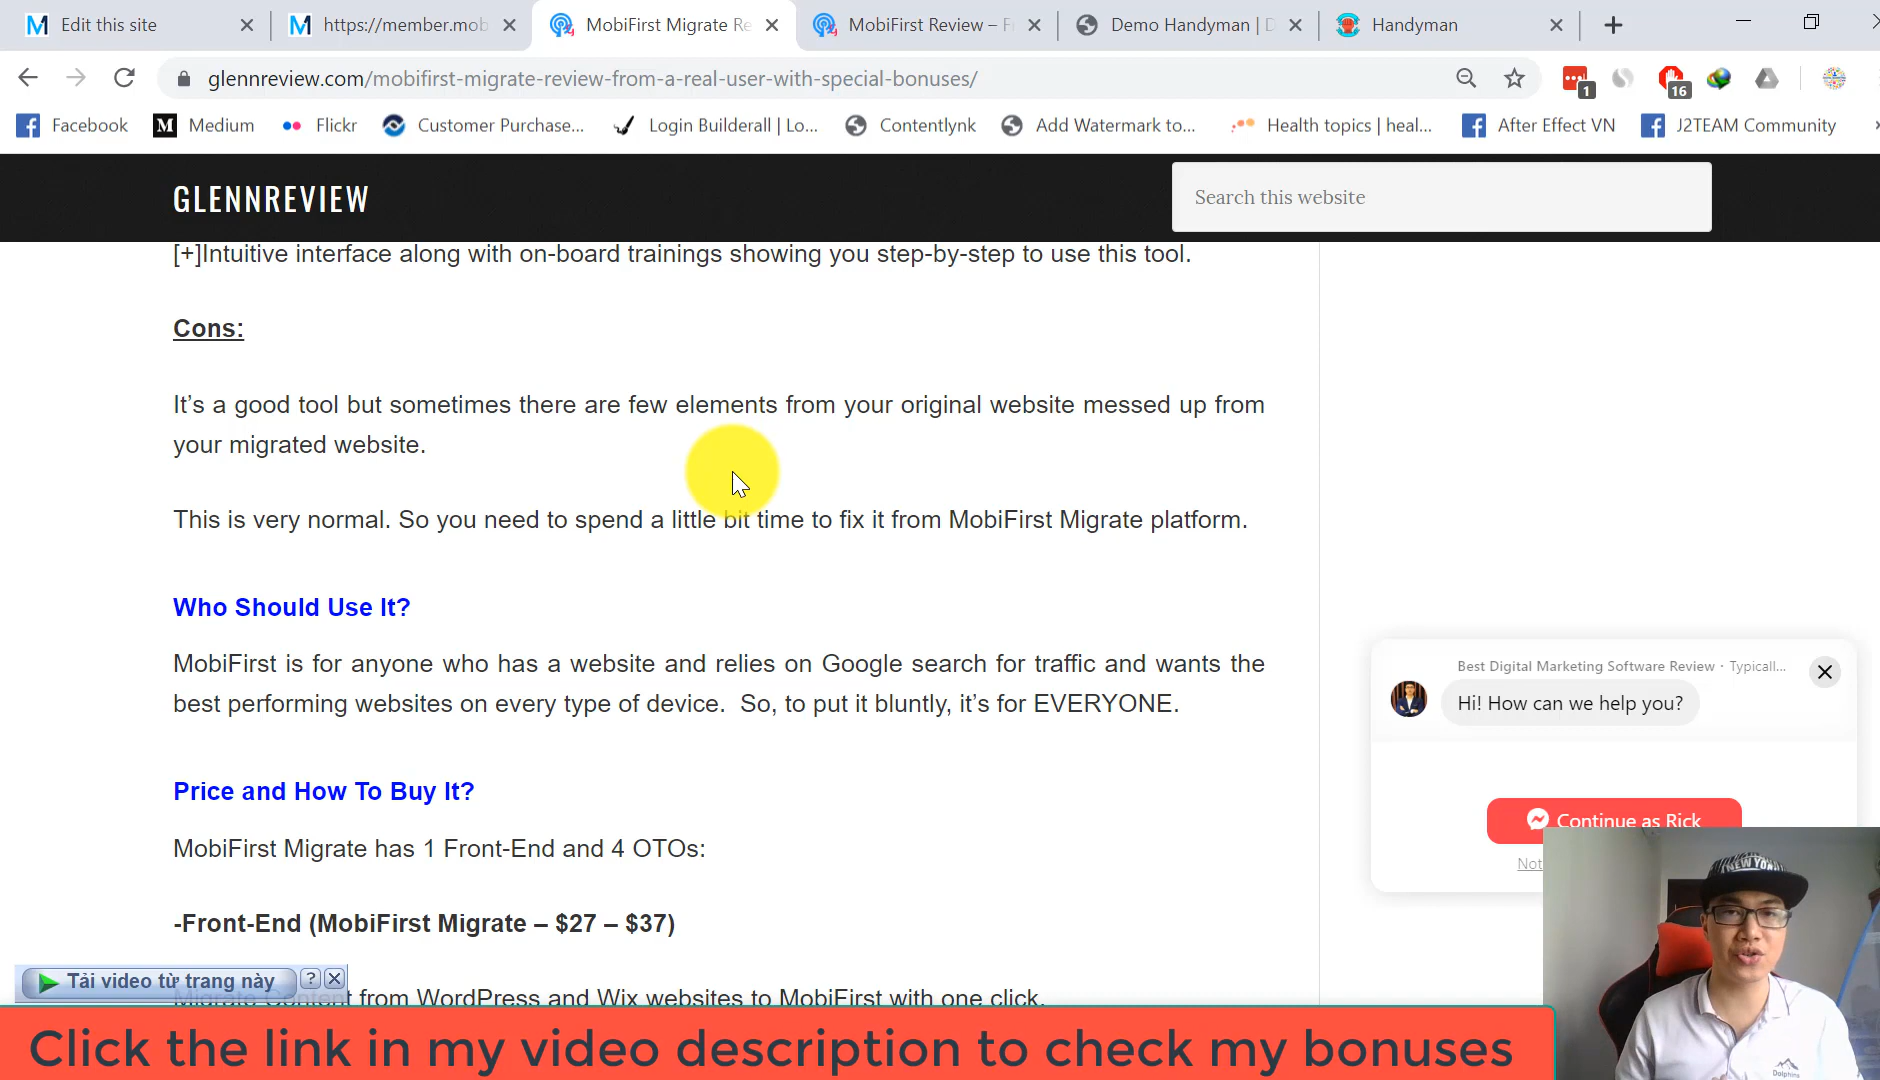 Edit this site
https://member.mob
MobiFirst Migrate Re
MobiFirst Review – F
Demo Handyman | D
Handyman
glennreview.com/mobifirst-migrate-review-from-a-real-user-with-special-bonuses/
1
16
Facebook
Medium
Flickr
Customer Purchase...
Login Builderall | Lo...
Contentlynk
Add Watermark to...
Health topics | heal...
After Effect VN
J2TEAM Community
GLENNREVIEW
Search this website
[+]Intuitive interface along with on-board trainings showing you step-by-step to use this tool.
Cons:
It’s a good tool but sometimes there are few elements from your original website messed up from
your migrated website.
This is very normal. So you need to spend a little bit time to fix it from MobiFirst Migrate platform.
Who Should Use It?
MobiFirst is for anyone who has a website and relies on Google search for traffic and wants the
best performing websites on every type of device. So, to put it bluntly, it’s for EVERYONE.
Price and How To Buy It?
MobiFirst Migrate has 1 Front-End and 4 OTOs:
-Front-End (MobiFirst Migrate – $27 – $37)
Migrate Content from WordPress and Wix websites to MobiFirst with one click.
Best Digital Marketing Software Review · Typicall...
Hi! How can we help you?
Continue as Rick
Not
Tải video từ trang này
?
NEW YOR
Dolphins
Click the link in my video description to check my bonuses